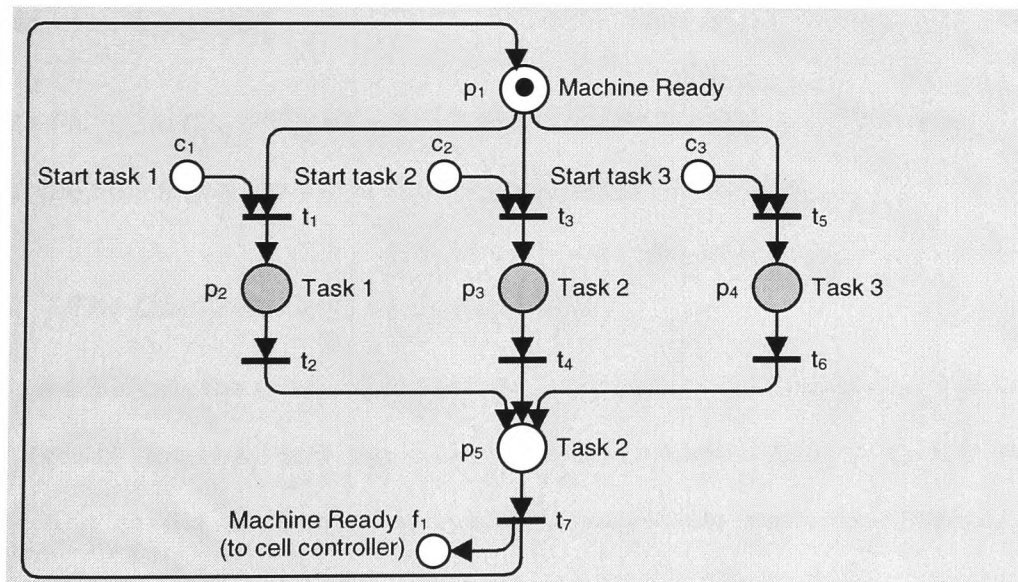 p1 Machine Ready
c1
c2
c3
Start task 1
Start task 2
Start task 3
t1
t3
t5
p2 Task 1
p3 Task 2
p4 Task 3
t2
t4
t6
p5 Task 2
Machine Ready f1
(to cell controller)
t7